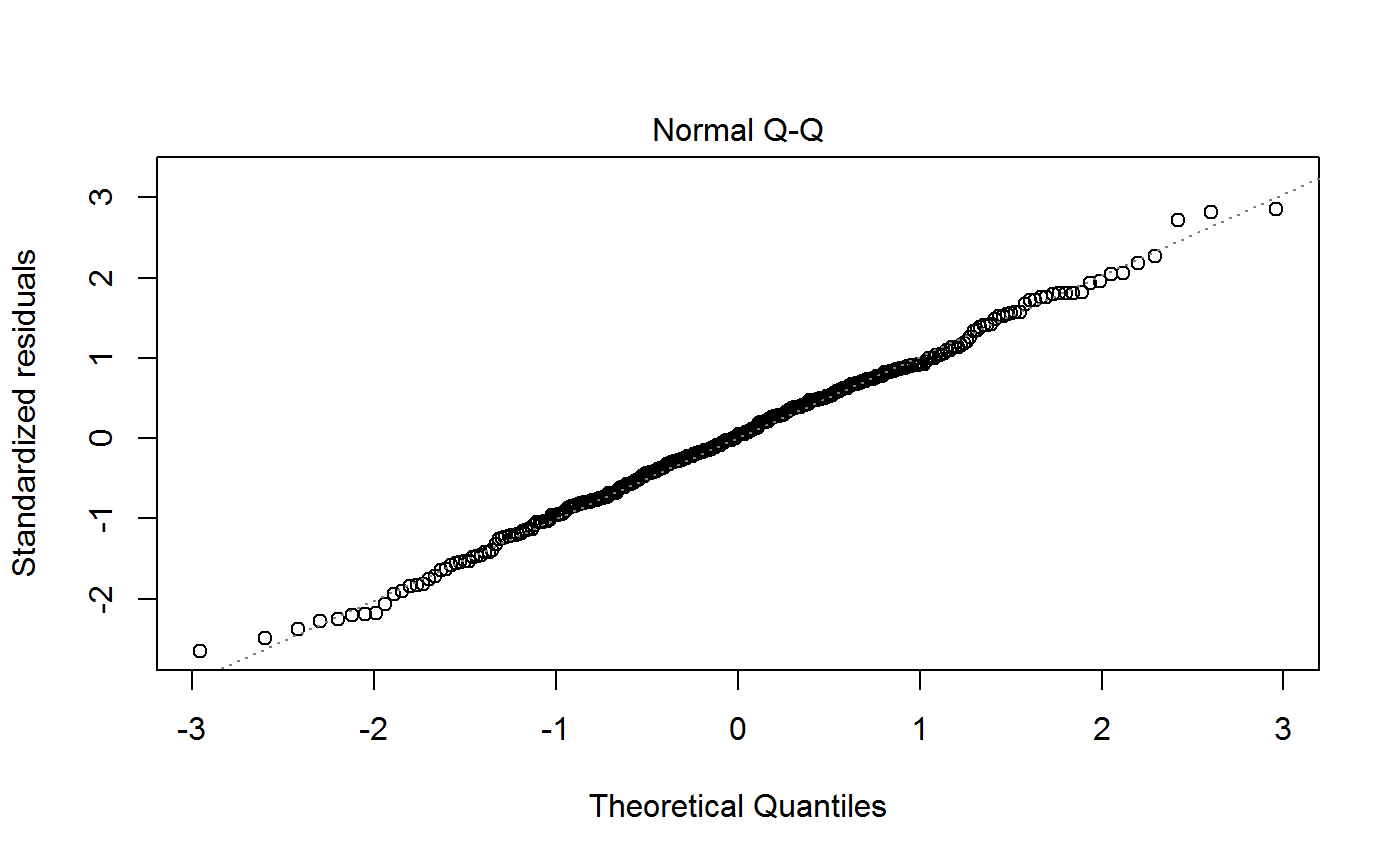 Normal Q-Q
Standardized residuals
3
2
1
0
-1
-2
-3 -2 -1 0 1 2 3
Theoretical Quantiles